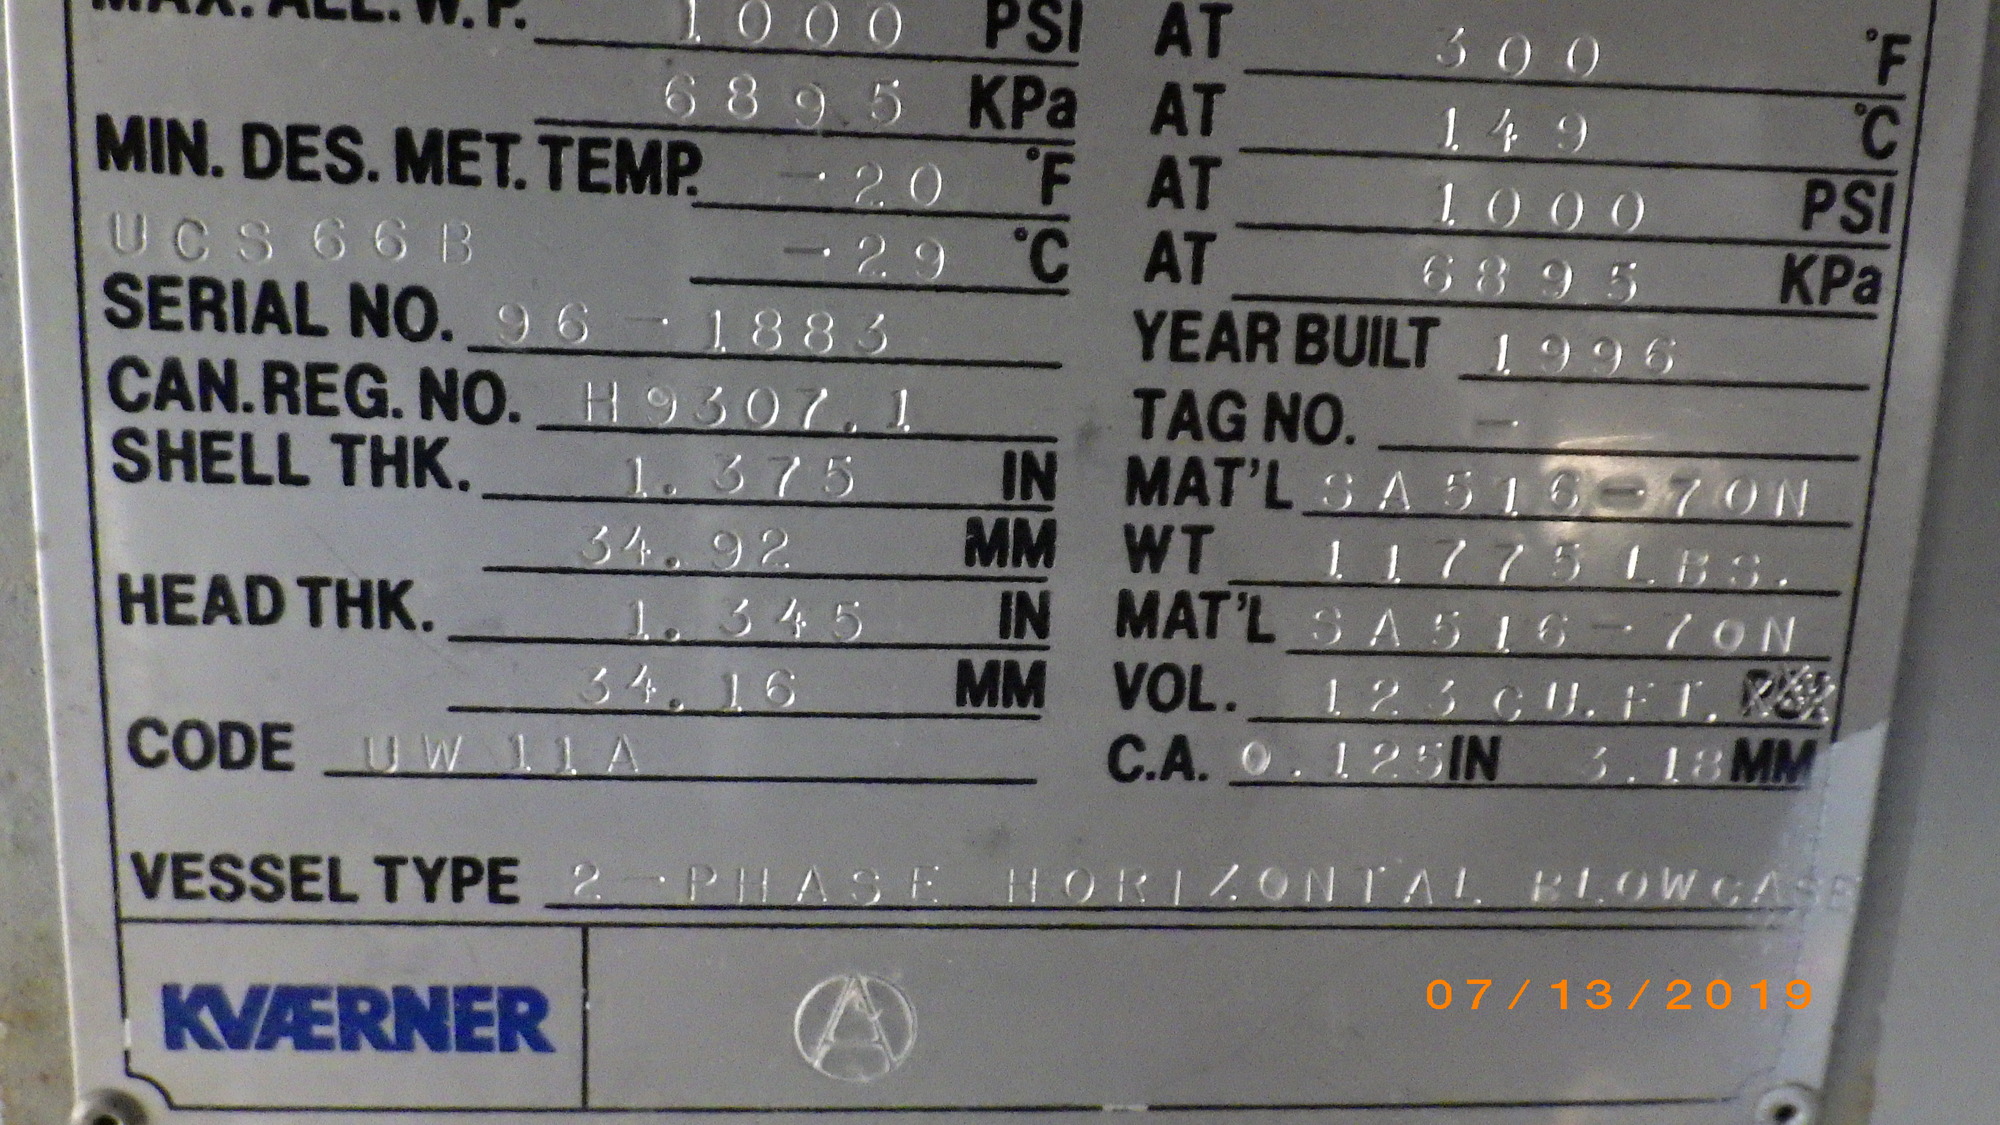 MAX. ALL. W. P. 1000 PSI AT 300 °F
6895 KPa AT 149 °C
MIN. DES. MET. TEMP. -20 °F AT 1000 PSI
UCS66B -29 °C AT 6895 KPa
SERIAL NO. 96-1883 YEAR BUILT 1996
CAN. REG. NO. H9307.1 TAG NO. -
SHELL THK. 1.375 IN MAT'L SA516-70N
34.92 MM WT 11775 LBS.
HEAD THK. 1.345 IN MAT'L SA516-70N
34.16 MM VOL. 123 CU.FT.
CODE UW 11A C.A. 0.125 IN 3.18 MM
VESSEL TYPE 2-PHASE HORIZONTAL BLOWCASE
KVÆRNER
A
07/13/2019